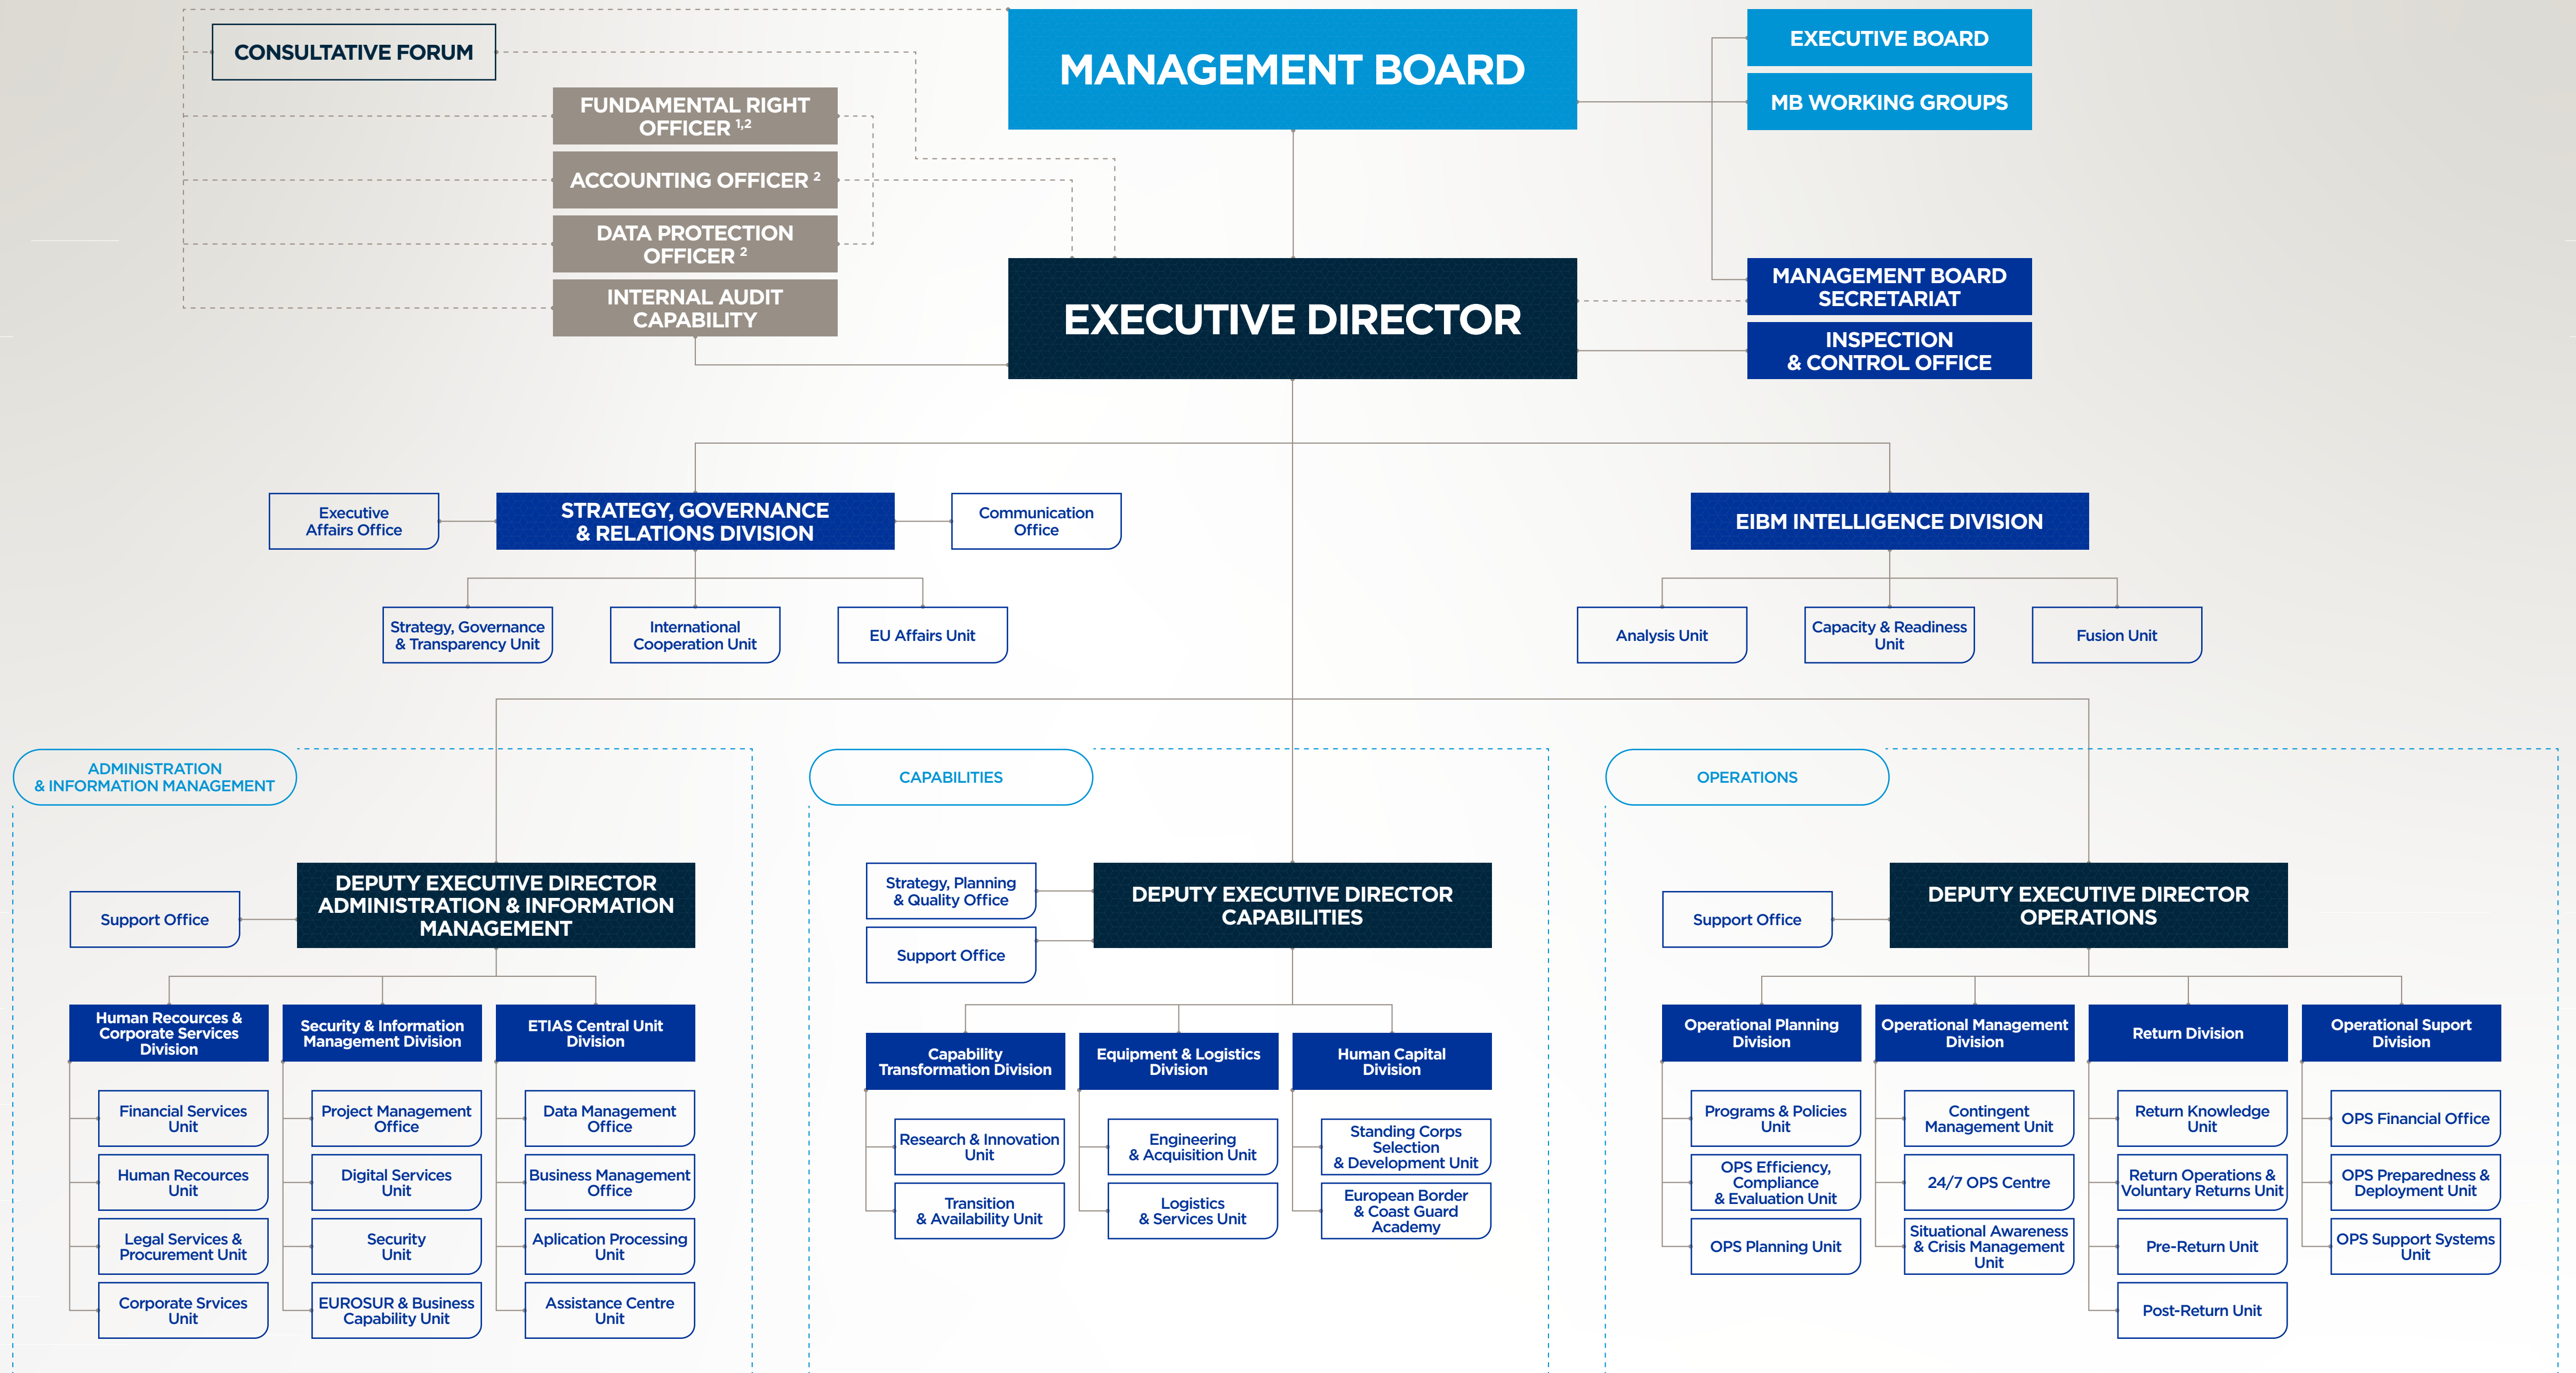 CONSULTATIVE FORUM
MANAGEMENT BOARD
EXECUTIVE BOARD
MB WORKING GROUPS
FUNDAMENTAL RIGHT
OFFICER 1,2
ACCOUNTING OFFICER 2
DATA PROTECTION
OFFICER 2
INTERNAL AUDIT
CAPABILITY
EXECUTIVE DIRECTOR
MANAGEMENT BOARD
SECRETARIAT
INSPECTION
& CONTROL OFFICE
Executive
Affairs Office
STRATEGY, GOVERNANCE
& RELATIONS DIVISION
Communication
Office
EIBM INTELLIGENCE DIVISION
Strategy, Governance
& Transparency Unit
International
Cooperation Unit
EU Affairs Unit
Analysis Unit
Capacity & Readiness
Unit
Fusion Unit
ADMINISTRATION
& INFORMATION MANAGEMENT
Support Office
DEPUTY EXECUTIVE DIRECTOR
ADMINISTRATION & INFORMATION
MANAGEMENT
Human Recources &
Corporate Services
Division
Financial Services
Unit
Human Recources
Unit
Legal Services &
Procurement Unit
Corporate Srvices
Unit
Security & Information
Management Division
Project Management
Office
Digital Services
Unit
Security
Unit
EUROSUR & Business
Capability Unit
ETIAS Central Unit
Division
Data Management
Office
Business Management
Office
Aplication Processing
Unit
Assistance Centre
Unit
CAPABILITIES
Strategy, Planning
& Quality Office
Support Office
DEPUTY EXECUTIVE DIRECTOR
CAPABILITIES
Capability
Transformation Division
Research & Innovation
Unit
Transition
& Availability Unit
Equipment & Logistics
Division
Engineering
& Acquisition Unit
Logistics
& Services Unit
Human Capital
Division
Standing Corps
Selection
& Development Unit
European Border
& Coast Guard
Academy
OPERATIONS
Support Office
DEPUTY EXECUTIVE DIRECTOR
OPERATIONS
Operational Planning
Division
Programs & Policies
Unit
OPS Efficiency,
Compliance
& Evaluation Unit
OPS Planning Unit
Operational Management
Division
Contingent
Management Unit
24/7 OPS Centre
Situational Awareness
& Crisis Management
Unit
Return Division
Return Knowledge
Unit
Return Operations &
Voluntary Returns Unit
Pre-Return Unit
Post-Return Unit
Operational Suport
Division
OPS Financial Office
OPS Preparedness &
Deployment Unit
OPS Support Systems
Unit